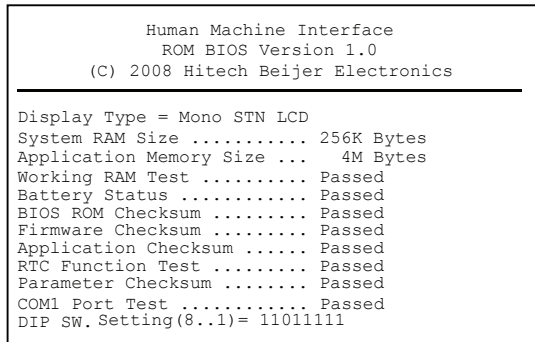 Human Machine Interface
ROM BIOS Version 1.0
(C) 2008 Hitech Beijer Electronics
Display Type = Mono STN LCD
System RAM Size ........... 256K Bytes
Application Memory Size ... 4M Bytes
Working RAM Test .......... Passed
Battery Status ............ Passed
BIOS ROM Checksum ......... Passed
Firmware Checksum ......... Passed
Application Checksum ...... Passed
RTC Function Test ......... Passed
Parameter Checksum ........ Passed
COM1 Port Test ............ Passed
DIP SW. Setting(8..1)= 11011111